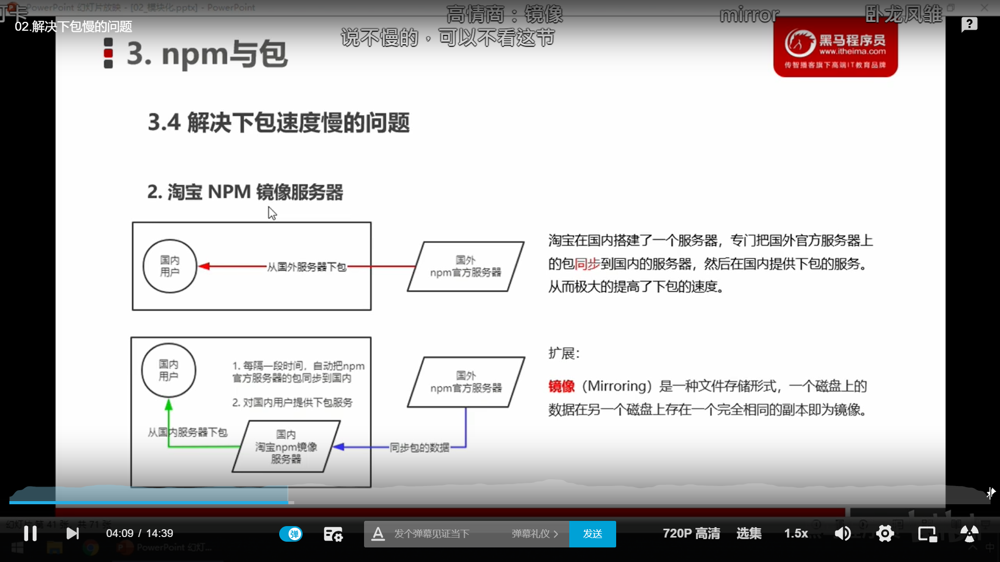 PowerPoint 幻灯片放映 - [02_模块化.pptx] - PowerPoint
打卡
高情商：镜像
mirror
卧龙凤雏
02.解决下包慢的问题
说不慢的，可以不看这节
3. npm与包
黑马程序员
www.itheima.com
传智播客旗下高端IT教育品牌
3.4 解决下包速度慢的问题
2. 淘宝 NPM 镜像服务器
国内
用户
从国外服务器下包
国外
npm官方服务器
淘宝在国内搭建了一个服务器，专门把国外官方服务器上
的包同步到国内的服务器，然后在国内提供下包的服务。
从而极大的提高了下包的速度。
国内
用户
1. 每隔一段时间，自动把npm
官方服务器的包同步到国内
2. 对国内用户提供下包服务
从国内服务器下包
国内
淘宝npm镜像
服务器
同步包的数据
国外
npm官方服务器
扩展：
镜像（Mirroring）是一种文件存储形式，一个磁盘上的
数据在另一个磁盘上存在一个完全相同的副本即为镜像。
幻灯片 第 41 张，共 71 张
04:09 / 14:39
弹
发个弹幕见证当下
弹幕礼仪
发送
720P 高清
选集
1.5x
PowerPoint 幻灯...
中